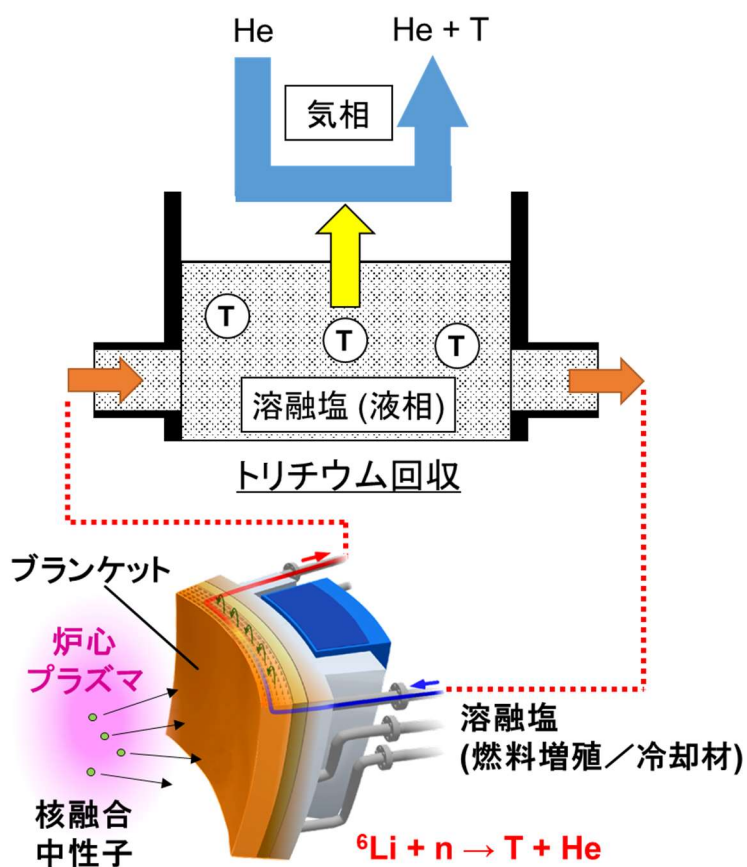 He
He + T
気相
T
T
T
溶融塩 (液相)
トリチウム回収
ブランケット
炉心
プラズマ
溶融塩
(燃料増殖／冷却材)
核融合
中性子
⁶Li + n → T + He